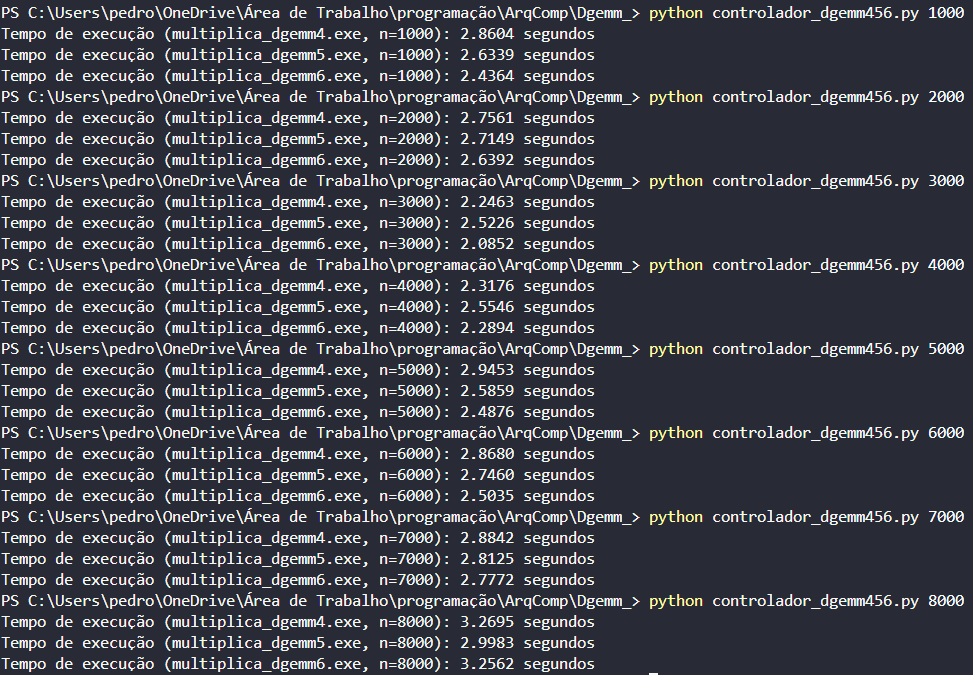 PS C:\Users\pedro\OneDrive\Área de Trabalho\programação\ArqComp\Dgemm_> python controlador_dgemm456.py 1000
Tempo de execução (multiplica_dgemm4.exe, n=1000): 2.8604 segundos
Tempo de execução (multiplica_dgemm5.exe, n=1000): 2.6339 segundos
Tempo de execução (multiplica_dgemm6.exe, n=1000): 2.4364 segundos
PS C:\Users\pedro\OneDrive\Área de Trabalho\programação\ArqComp\Dgemm_> python controlador_dgemm456.py 2000
Tempo de execução (multiplica_dgemm4.exe, n=2000): 2.7561 segundos
Tempo de execução (multiplica_dgemm5.exe, n=2000): 2.7149 segundos
Tempo de execução (multiplica_dgemm6.exe, n=2000): 2.6392 segundos
PS C:\Users\pedro\OneDrive\Área de Trabalho\programação\ArqComp\Dgemm_> python controlador_dgemm456.py 3000
Tempo de execução (multiplica_dgemm4.exe, n=3000): 2.2463 segundos
Tempo de execução (multiplica_dgemm5.exe, n=3000): 2.5226 segundos
Tempo de execução (multiplica_dgemm6.exe, n=3000): 2.0852 segundos
PS C:\Users\pedro\OneDrive\Área de Trabalho\programação\ArqComp\Dgemm_> python controlador_dgemm456.py 4000
Tempo de execução (multiplica_dgemm4.exe, n=4000): 2.3176 segundos
Tempo de execução (multiplica_dgemm5.exe, n=4000): 2.5546 segundos
Tempo de execução (multiplica_dgemm6.exe, n=4000): 2.2894 segundos
PS C:\Users\pedro\OneDrive\Área de Trabalho\programação\ArqComp\Dgemm_> python controlador_dgemm456.py 5000
Tempo de execução (multiplica_dgemm4.exe, n=5000): 2.9453 segundos
Tempo de execução (multiplica_dgemm5.exe, n=5000): 2.5859 segundos
Tempo de execução (multiplica_dgemm6.exe, n=5000): 2.4876 segundos
PS C:\Users\pedro\OneDrive\Área de Trabalho\programação\ArqComp\Dgemm_> python controlador_dgemm456.py 6000
Tempo de execução (multiplica_dgemm4.exe, n=6000): 2.8680 segundos
Tempo de execução (multiplica_dgemm5.exe, n=6000): 2.7460 segundos
Tempo de execução (multiplica_dgemm6.exe, n=6000): 2.5035 segundos
PS C:\Users\pedro\OneDrive\Área de Trabalho\programação\ArqComp\Dgemm_> python controlador_dgemm456.py 7000
Tempo de execução (multiplica_dgemm4.exe, n=7000): 2.8842 segundos
Tempo de execução (multiplica_dgemm5.exe, n=7000): 2.8125 segundos
Tempo de execução (multiplica_dgemm6.exe, n=7000): 2.7772 segundos
PS C:\Users\pedro\OneDrive\Área de Trabalho\programação\ArqComp\Dgemm_> python controlador_dgemm456.py 8000
Tempo de execução (multiplica_dgemm4.exe, n=8000): 3.2695 segundos
Tempo de execução (multiplica_dgemm5.exe, n=8000): 2.9983 segundos
Tempo de execução (multiplica_dgemm6.exe, n=8000): 3.2562 segundos